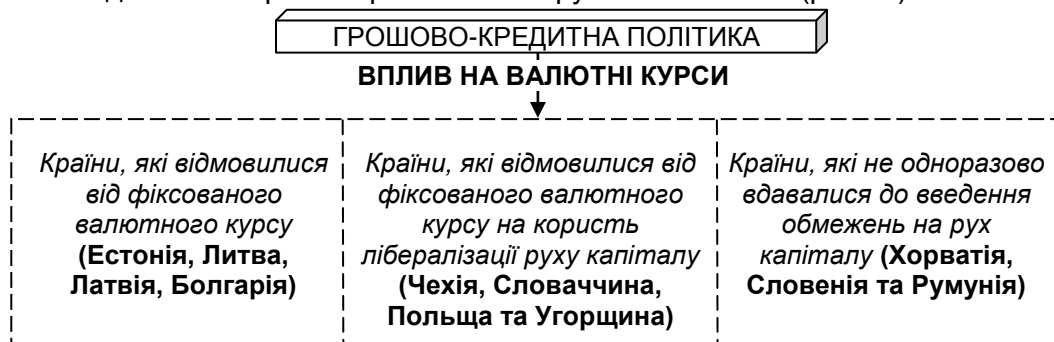 ГРОШОВО-КРЕДИТНА ПОЛІТИКА
ВПЛИВ НА ВАЛЮТНІ КУРСИ
Країни, які відмовилися
від фіксованого
валютного курсу
(Естонія, Литва,
Латвія, Болгарія)
Країни, які відмовилися від
фіксованого валютного
курсу на користь
лібералізації руху капіталу
(Чехія, Словаччина,
Польща та Угорщина)
Країни, які не одноразово
вдавалися до введення
обмежень на рух
капіталу (Хорватія,
Словенія та Румунія)